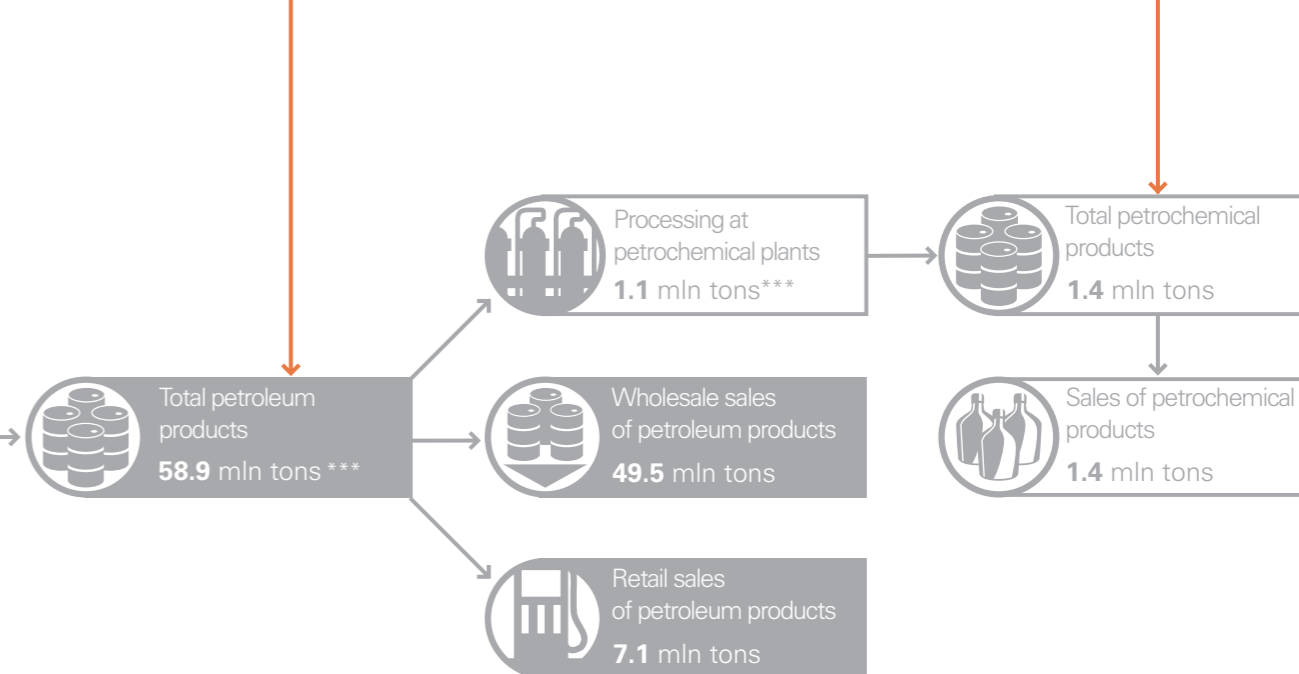 Processing at
petrochemical plants
1.1 mln tons***
Total petrochemical
products
1.4 mln tons
Total petroleum
products
58.9 mln tons ***
Wholesale sales
of petroleum products
49.5 mln tons
Sales of petrochemical
products
1.4 mln tons
Retail sales
of petroleum products
7.1 mln tons